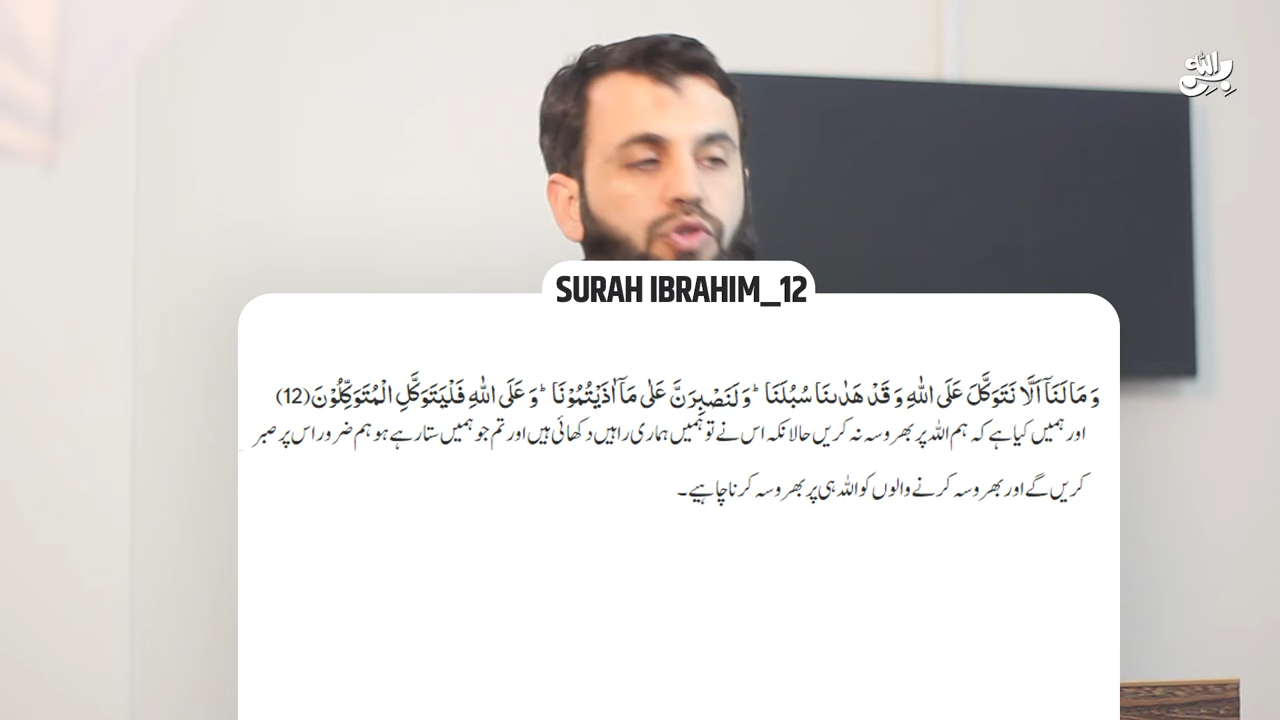 بسم اللہ
SURAH IBRAHIM_12
وَ مَا لَنَاۤ اَلَّا نَتَوَكَّلَ عَلَى اللّٰهِ وَ قَدْ هَدٰىنَا سُبُلَنَاؕ-وَ لَنَصْبِرَنَّ عَلٰى مَاۤ اٰذَیْتُمُوْنَاؕ-وَ عَلَى اللّٰهِ فَلْیَتَوَكَّلِ الْمُتَوَكِّلُوْنَ(12)
اور ہمیں کیا ہے کہ ہم اللہ پر بھروسہ نہ کریں حالانکہ اس نے تو ہمیں ہماری راہیں دکھائی ہیں اور تم جو ہمیں ستا رہے ہو ہم ضرور اس پر صبر
کریں گے اور بھروسہ کرنے والوں کو اللہ ہی پر بھروسہ کرنا چاہیے۔